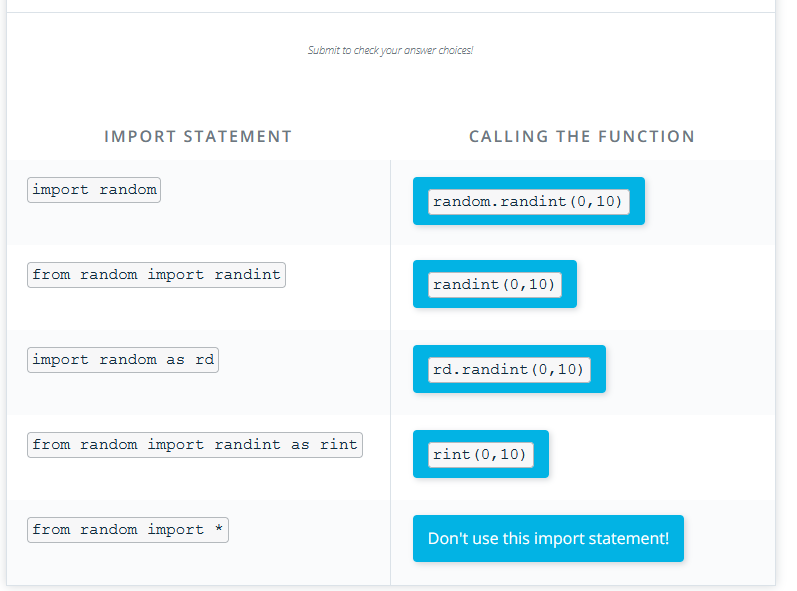 Submit to check your answer choices!
IMPORT STATEMENT
CALLING THE FUNCTION
import random
random.randint(0,10)
from random import randint
randint(0,10)
import random as rd
rd.randint(0,10)
from random import randint as rint
rint(0,10)
from random import *
Don't use this import statement!